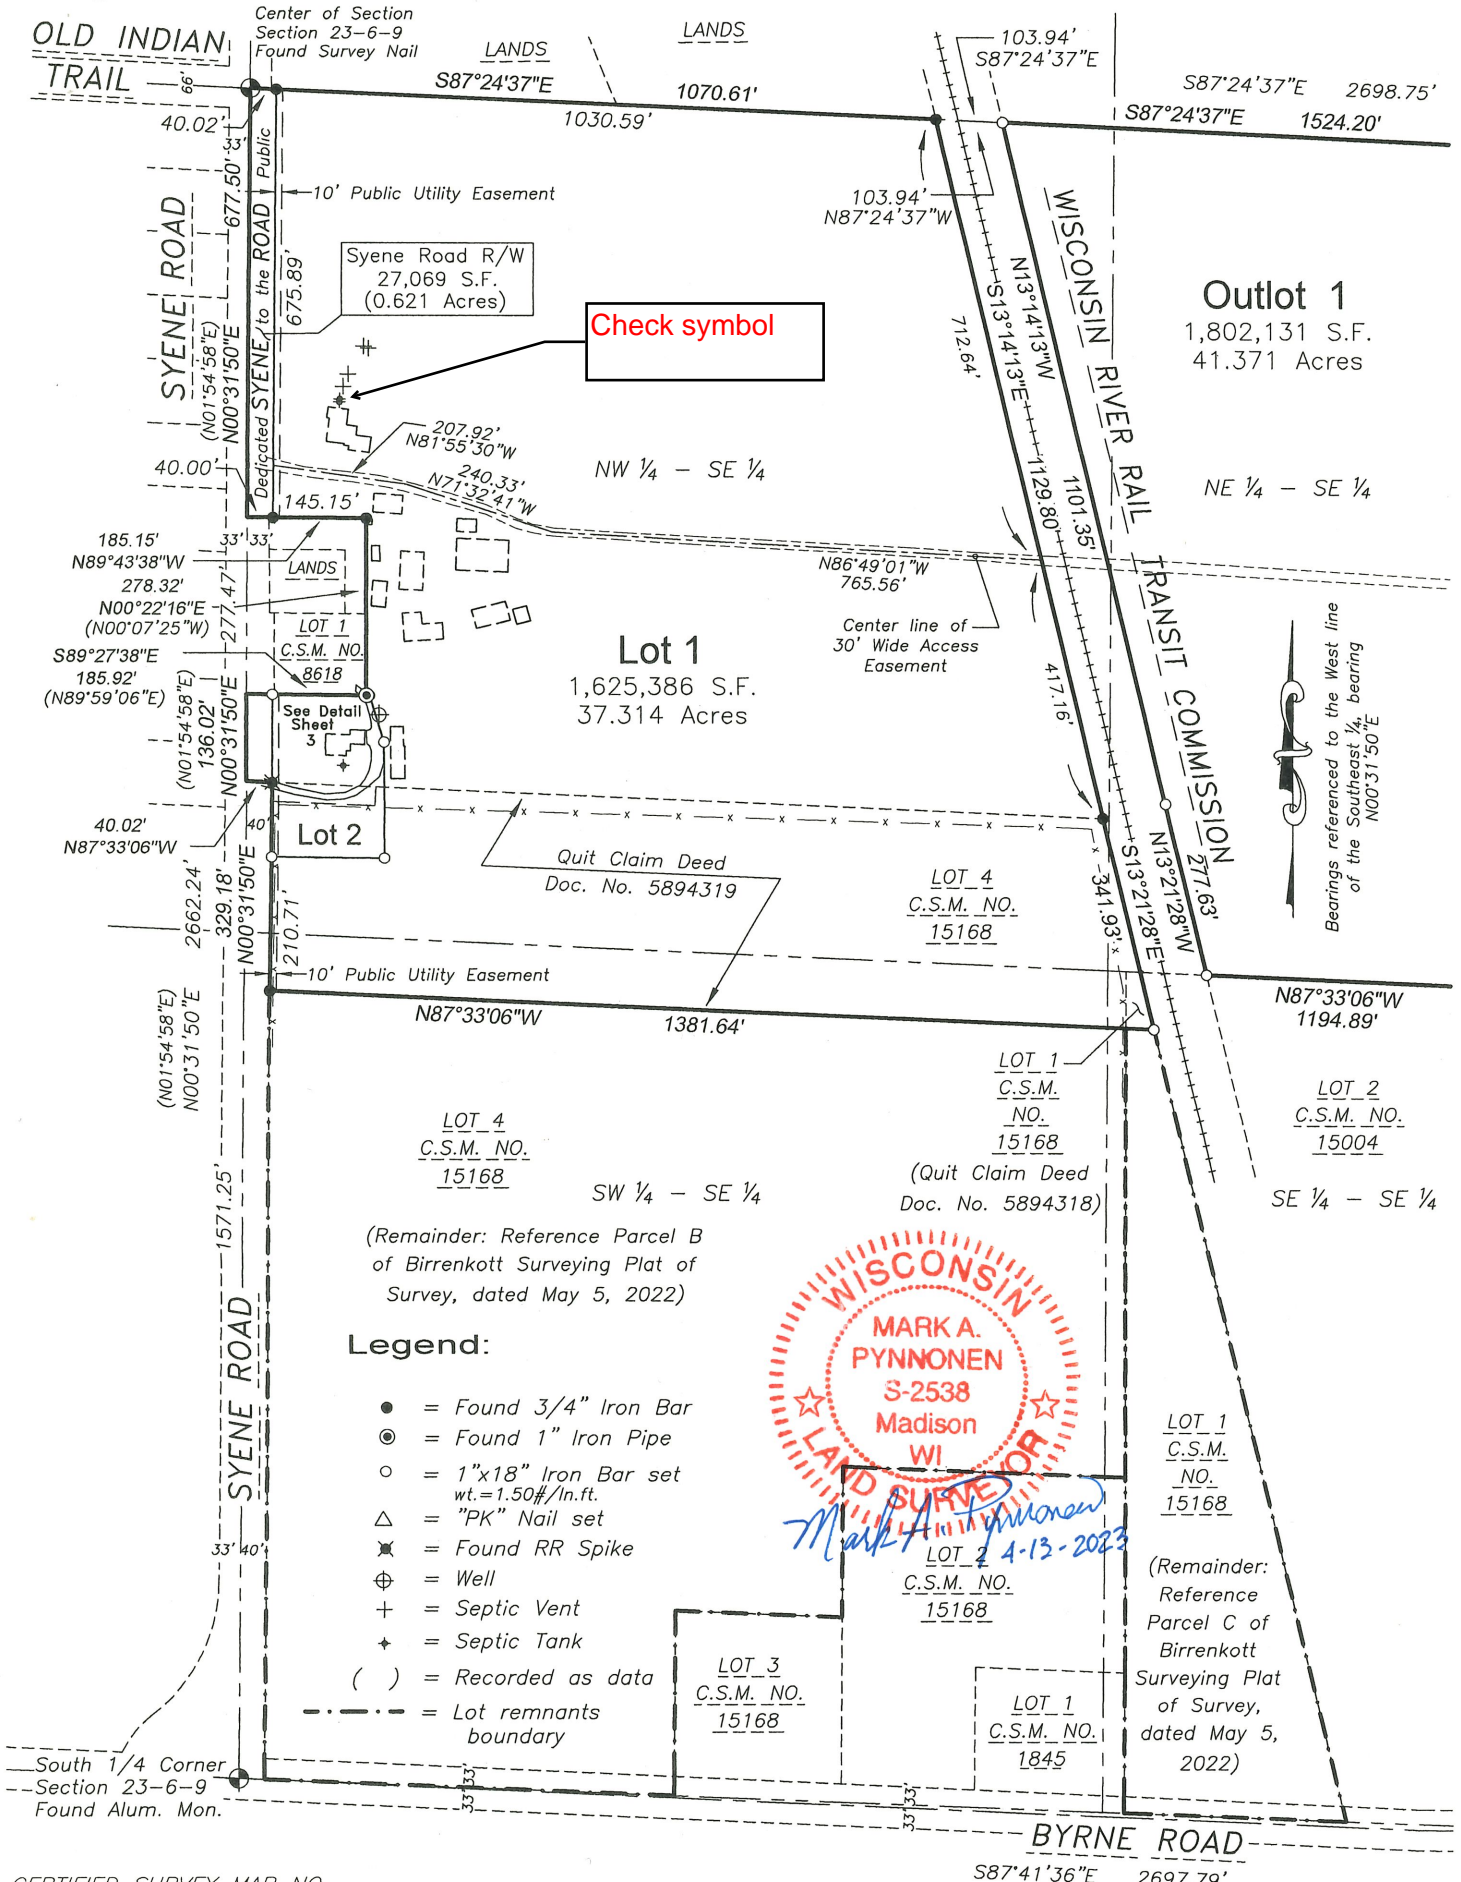 OLD INDIAN
TRAIL
Center of Section
Section 23-6-9
Found Survey Nail
LANDS
LANDS
66'
S87°24'37"E 1070.61'
1030.59'
103.94'
S87°24'37"E
S87°24'37"E 2698.75'
S87°24'37"E 1524.20'
40.02'
33'
677.50'
Public
10' Public Utility Easement
103.94'
N87°24'37"W
SYENE ROAD
(N01°54'58"E)
N00°31'50"E
Dedicated SYENE to the ROAD
675.89'
Syene Road R/W
27,069 S.F.
(0.621 Acres)
Check symbol
WISCONSIN RIVER RAIL TRANSIT COMMISSION
N13°14'13"W
S13°14'13"E
712.64'
1129.80'
1101.35'
Outlot 1
1,802,131 S.F.
41.371 Acres
207.92'
N81°55'30"W
240.33'
N71°32'41"W
NW ¼ - SE ¼
NE ¼ - SE ¼
40.00'
145.15'
185.15'
N89°43'38"W
33' 33'
278.32'
N00°22'16"E
(N00°07'25"W)
277.47'
LANDS
LOT 1
C.S.M. NO.
8618
S89°27'38"E
185.92'
(N89°59'06"E)
N86°49'01"W
765.56'
Center line of
30' Wide Access
Easement
Lot 1
1,625,386 S.F.
37.314 Acres
417.16'
Bearings referenced to the West line
of the Southeast ¼, bearing
N00°31'50"E
(N01°54'58"E)
136.02'
N00°31'50"E
See Detail
Sheet
3
40.02'
N87°33'06"W
40'
Lot 2
Quit Claim Deed
Doc. No. 5894319
LOT 4
C.S.M. NO.
15168
341.93'
S13°21'28"E
N13°21'28"W
277.63'
2662.24'
329.18'
N00°31'50"E
210.71'
10' Public Utility Easement
N87°33'06"W 1381.64'
N87°33'06"W
1194.89'
(N01°54'58"E)
N00°31'50"E
LOT 1
C.S.M.
NO.
15168
(Quit Claim Deed
Doc. No. 5894318)
LOT 2
C.S.M. NO.
15004
LOT 4
C.S.M. NO.
15168
SW ¼ - SE ¼
SE ¼ - SE ¼
1571.25'
(Remainder: Reference Parcel B
of Birrenkott Surveying Plat of
Survey, dated May 5, 2022)
SYENE ROAD
33' 40'
Legend:
= Found 3/4" Iron Bar
= Found 1" Iron Pipe
= 1"x18" Iron Bar set
wt.=1.50#/ln.ft.
= "PK" Nail set
= Found RR Spike
= Well
= Septic Vent
= Septic Tank
( ) = Recorded as data
= Lot remnants
boundary
WISCONSIN
MARK A.
PYNNONEN
S-2538
Madison
WI
LAND SURVEYOR
Mark A. Pynnonen
4-13-2023
LOT 2
C.S.M. NO.
15168
LOT 1
C.S.M.
NO.
15168
(Remainder:
Reference
Parcel C of
Birrenkott
Surveying Plat
of Survey,
dated May 5,
2022)
LOT 3
C.S.M. NO.
15168
LOT 1
C.S.M. NO.
1845
South 1/4 Corner
Section 23-6-9
Found Alum. Mon.
33' 33'
33' 33'
BYRNE ROAD
S87°41'36"E 2697.79'
CERTIFIED SURVEY MAP NO.